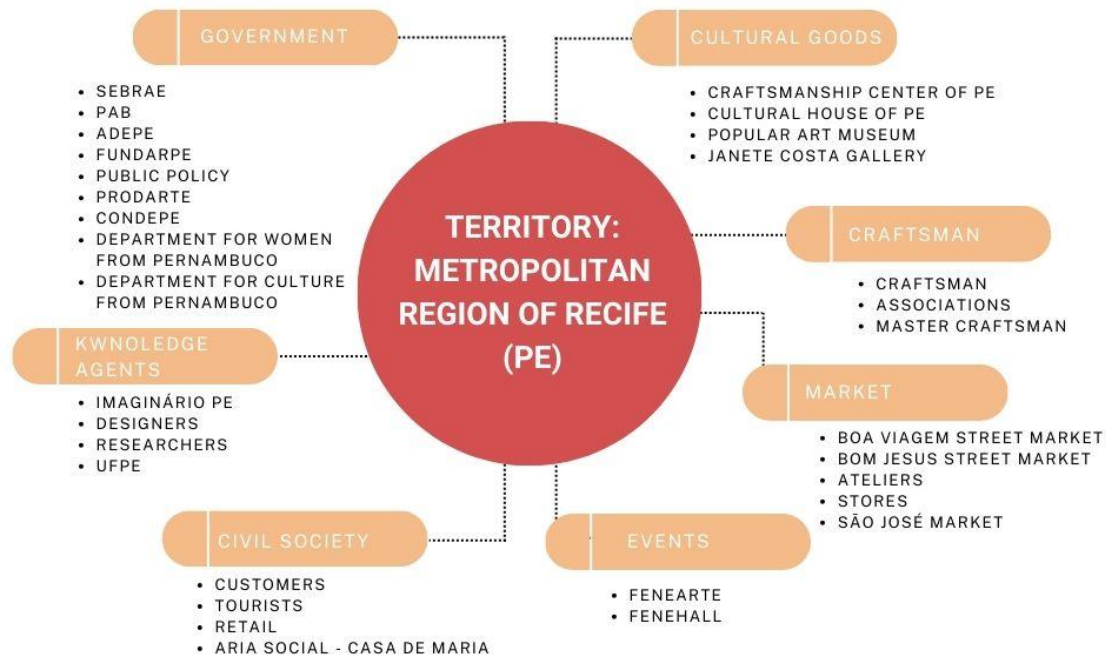 GOVERNMENT
• SEBRAE
• PAB
• ADEPE
• FUNDARPE
• PUBLIC POLICY
• PRODARTE
• CONDEPE
• DEPARTMENT FOR WOMEN
FROM PERNAMBUCO
• DEPARTMENT FOR CULTURE
FROM PERNAMBUCO
CULTURAL GOODS
• CRAFTSMANSHIP CENTER OF PE
• CULTURAL HOUSE OF PE
• POPULAR ART MUSEUM
• JANETE COSTA GALLERY
TERRITORY:
METROPOLITAN
REGION OF RECIFE
(PE)
CRAFTSMAN
• CRAFTSMAN
• ASSOCIATIONS
• MASTER CRAFTSMAN
KWNOLEDGE
AGENTS
• IMAGINÁRIO PE
• DESIGNERS
• RESEARCHERS
• UFPE
MARKET
• BOA VIAGEM STREET MARKET
• BOM JESUS STREET MARKET
• ATELIERS
• STORES
• SÃO JOSÉ MARKET
CIVIL SOCIETY
• CUSTOMERS
• TOURISTS
• RETAIL
• ARIA SOCIAL - CASA DE MARIA
EVENTS
• FENEARTE
• FENEHALL